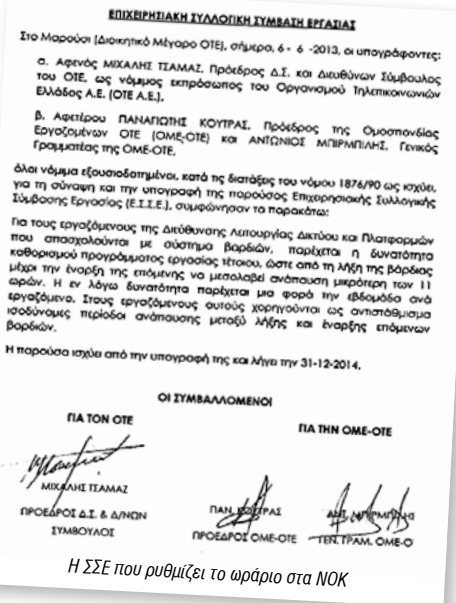 ΕΠΙΧΕΙΡΗΣΙΑΚΗ ΣΥΛΛΟΓΙΚΗ ΣΥΜΒΑΣΗ ΕΡΓΑΣΙΑΣ
Στο Μαρούσι (Διοικητικό Μέγαρο ΟΤΕ), σήμερα, 6 - 6 -2013, οι υπογράφοντες:
α. Αφενός ΜΙΧΑΛΗΣ ΤΣΑΜΑΖ, Πρόεδρος Δ.Σ. και Διευθύνων Σύμβουλος
του ΟΤΕ, ως νόμιμος εκπρόσωπος του Οργανισμού Τηλεπικοινωνιών
Ελλάδος Α.Ε. (ΟΤΕ Α.Ε.),
β. Αφετέρου ΠΑΝΑΓΙΩΤΗΣ ΚΟΥΤΡΑΣ, Πρόεδρος της Ομοσπονδίας
Εργαζομένων ΟΤΕ (ΟΜΕ-ΟΤΕ) και ΑΝΤΩΝΙΟΣ ΜΠΙΡΜΠΙΛΗΣ, Γενικός
Γραμματέας της ΟΜΕ-ΟΤΕ,
όλοι νόμιμα εξουσιοδοτημένοι, κατά τις διατάξεις του νόμου 1876/90 ως ισχύει,
για τη σύναψη και την υπογραφή της παρούσας Επιχειρησιακής Συλλογικής
Σύμβασης Εργασίας (Ε.Σ.Σ.Ε.), συμφώνησαν τα παρακάτω:
Για τους εργαζόμενους της Διεύθυνσης Λειτουργίας Δικτύου και Πλατφορμών
που απασχολούνται με σύστημα βαρδιών, παρέχεται η δυνατότητα
καθορισμού προγράμματος εργασίας τέτοιου, ώστε από τη λήξη της βάρδιας
μέχρι την έναρξη της επόμενης να μεσολαβεί ανάπαυση μικρότερη των 11
ωρών. Η εν λόγω δυνατότητα παρέχεται μια φορά την εβδομάδα ανά
εργαζόμενο. Στους εργαζόμενους αυτούς χορηγούνται ως αντιστάθμισμα
ισοδύναμες περίοδοι ανάπαυσης μεταξύ λήξης και έναρξης επόμενων
βαρδιών.
Η παρούσα ισχύει από την υπογραφή της και λήγει την 31-12-2014.
ΟΙ ΣΥΜΒΑΛΛΟΜΕΝΟΙ
ΓΙΑ ΤΟΝ ΟΤΕ
ΓΙΑ ΤΗΝ ΟΜΕ-ΟΤΕ
ΜΙΧΑΛΗΣ ΤΣΑΜΑΖ
ΠΡΟΕΔΡΟΣ Δ.Σ. & Δ/ΝΩΝ
ΣΥΜΒΟΥΛΟΣ
ΠΑΝ. ΚΟΥΤΡΑΣ
ΠΡΟΕΔΡΟΣ ΟΜΕ-ΟΤΕ
ΑΝΤ. ΜΠΙΡΜΠΙΛΗΣ
ΓΕΝ. ΓΡΑΜ. ΟΜΕ-Ο
Η ΣΣΕ που ρυθμίζει το ωράριο στα ΝΟΚ